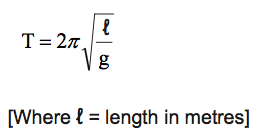 T = 2π√(ℓ/g)
[Where ℓ = length in metres]